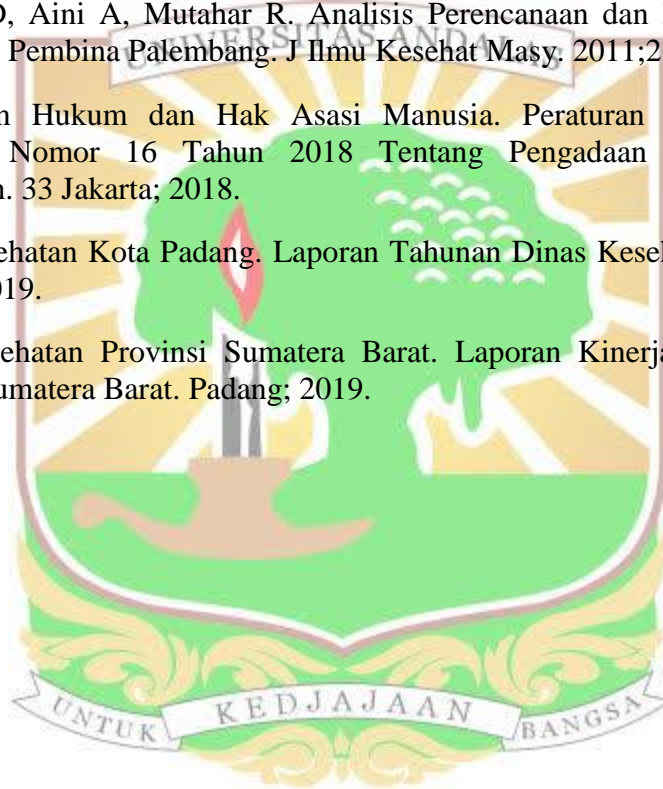 D, Aini A, Mutahar R. Analisis Perencanaan dan
Pembina Palembang. J Ilmu Kesehat Masy. 2011;2
UNIVERSITAS ANDALAS
n Hukum dan Hak Asasi Manusia. Peraturan
Nomor 16 Tahun 2018 Tentang Pengadaan
n. 33 Jakarta; 2018.
ehatan Kota Padang. Laporan Tahunan Dinas Keseh
019.
ehatan Provinsi Sumatera Barat. Laporan Kinerja
umatera Barat. Padang; 2019.
UNTUK KEDJAJAAN BANGSA